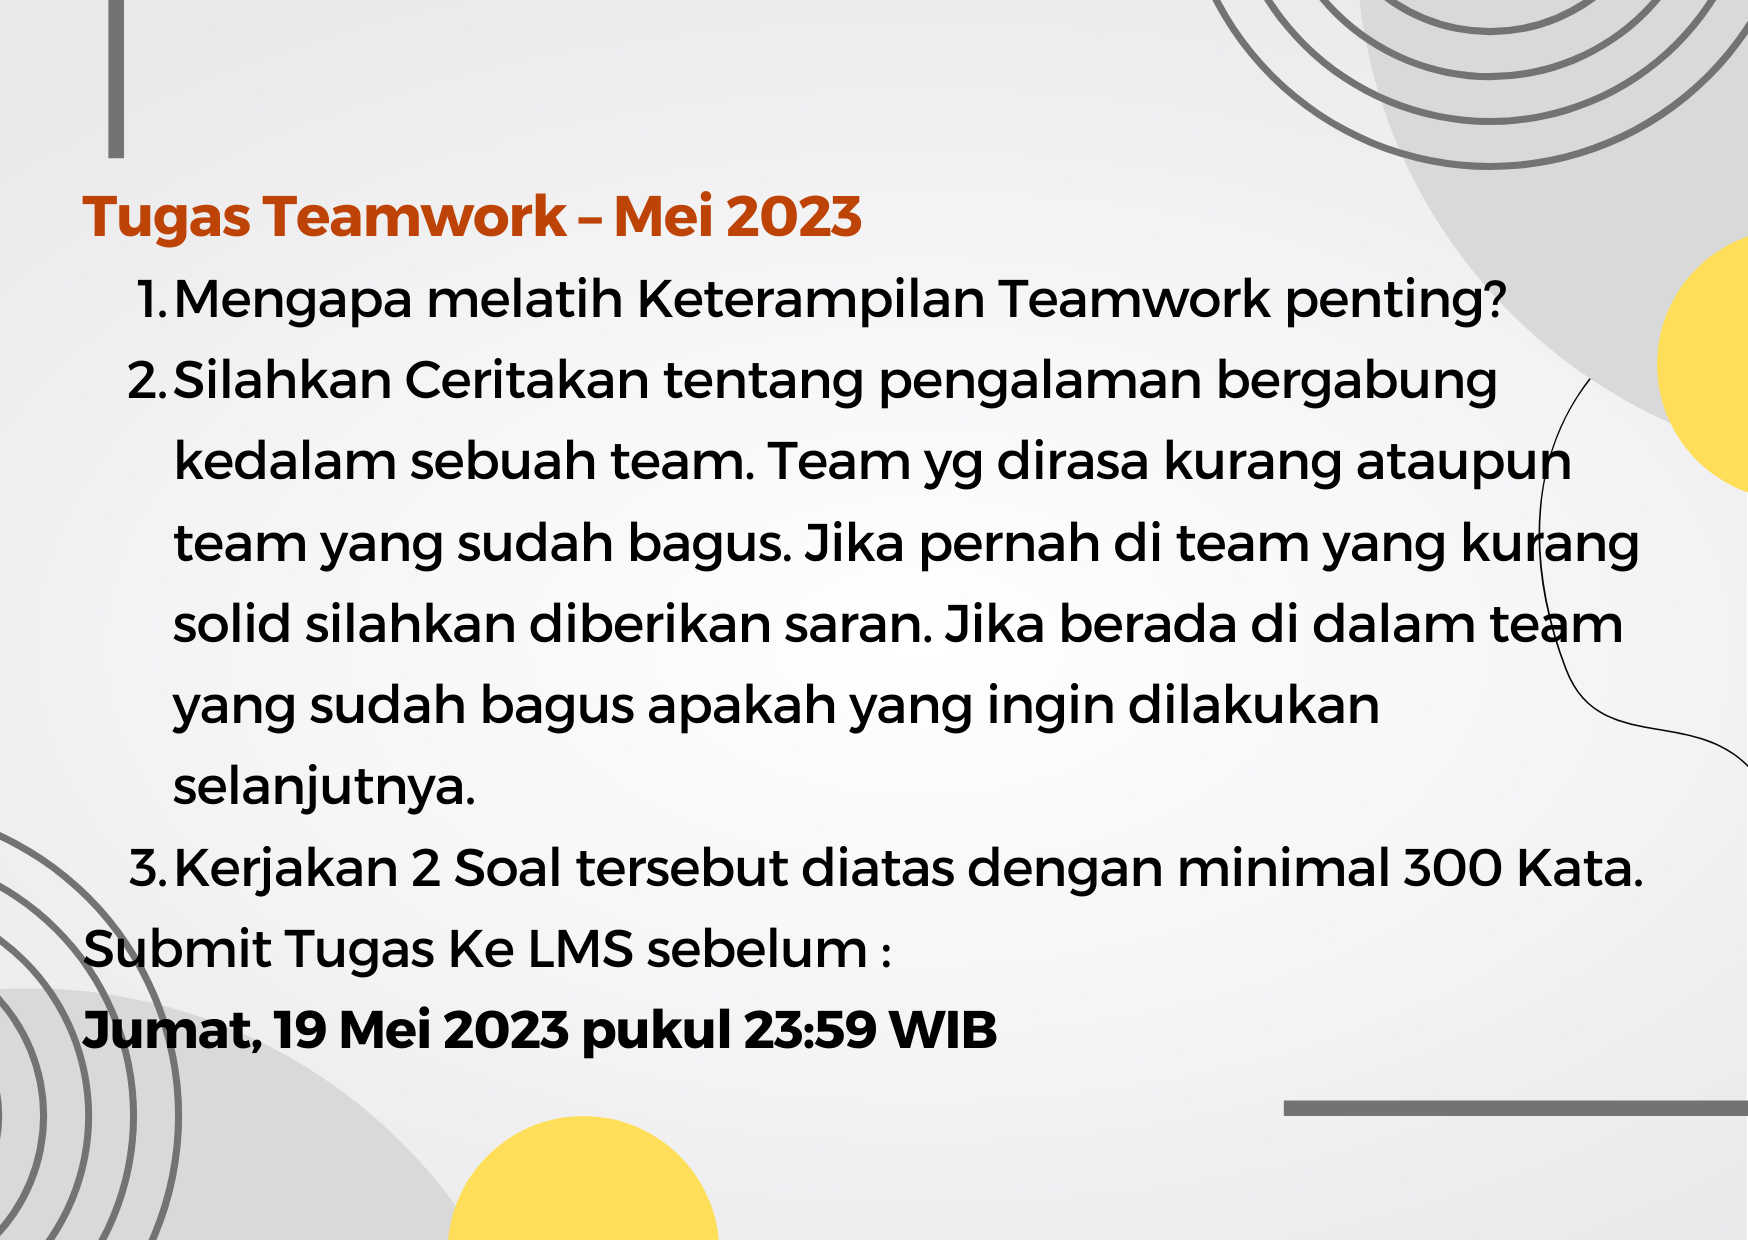 Tugas Teamwork – Mei 2023
1. Mengapa melatih Keterampilan Teamwork penting?
2. Silahkan Ceritakan tentang pengalaman bergabung
kedalam sebuah team. Team yg dirasa kurang ataupun
team yang sudah bagus. Jika pernah di team yang kurang
solid silahkan diberikan saran. Jika berada di dalam team
yang sudah bagus apakah yang ingin dilakukan
selanjutnya.
3. Kerjakan 2 Soal tersebut diatas dengan minimal 300 Kata.
Submit Tugas Ke LMS sebelum :
Jumat, 19 Mei 2023 pukul 23:59 WIB